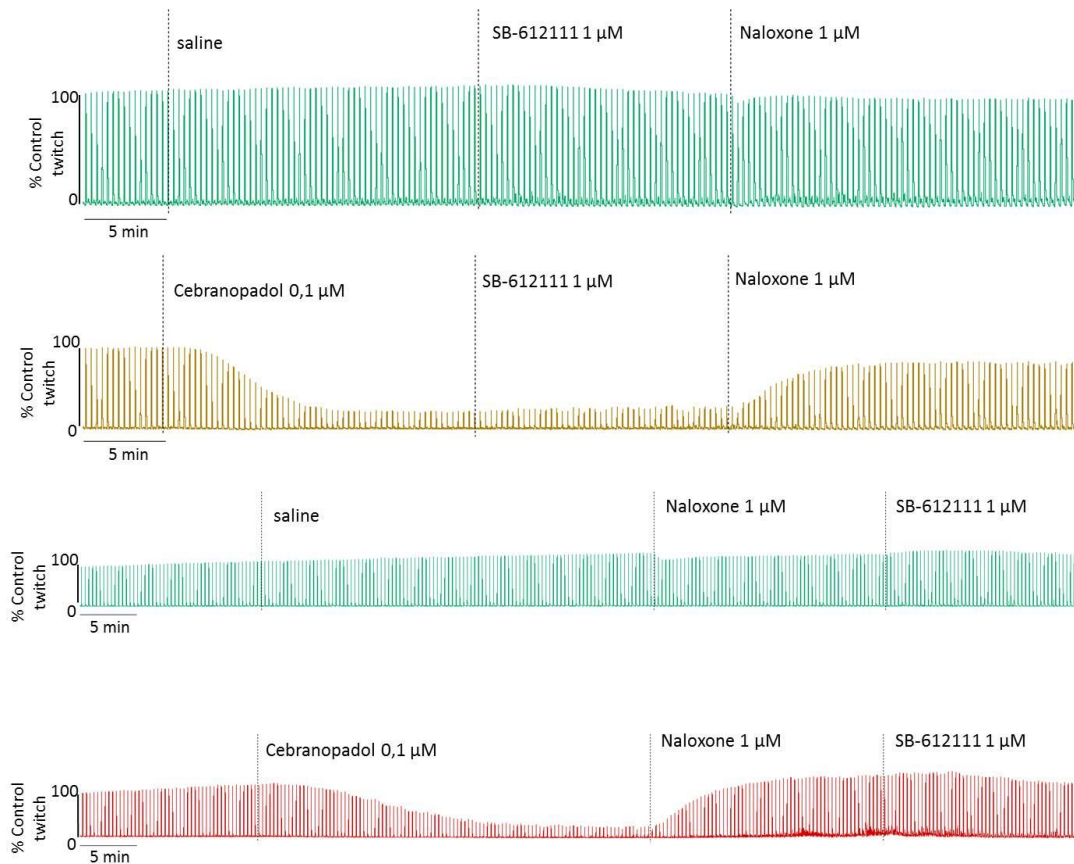 saline
SB-612111 1 µM
Naloxone 1 µM
% Control
twitch
100
0
5 min
Cebranopadol 0,1 µM
SB-612111 1 µM
Naloxone 1 µM
% Control
twitch
100
0
5 min
saline
Naloxone 1 µM
SB-612111 1 µM
% Control
twitch
100
0
5 min
Cebranopadol 0,1 µM
Naloxone 1 µM
SB-612111 1 µM
% Control
twitch
100
0
5 min